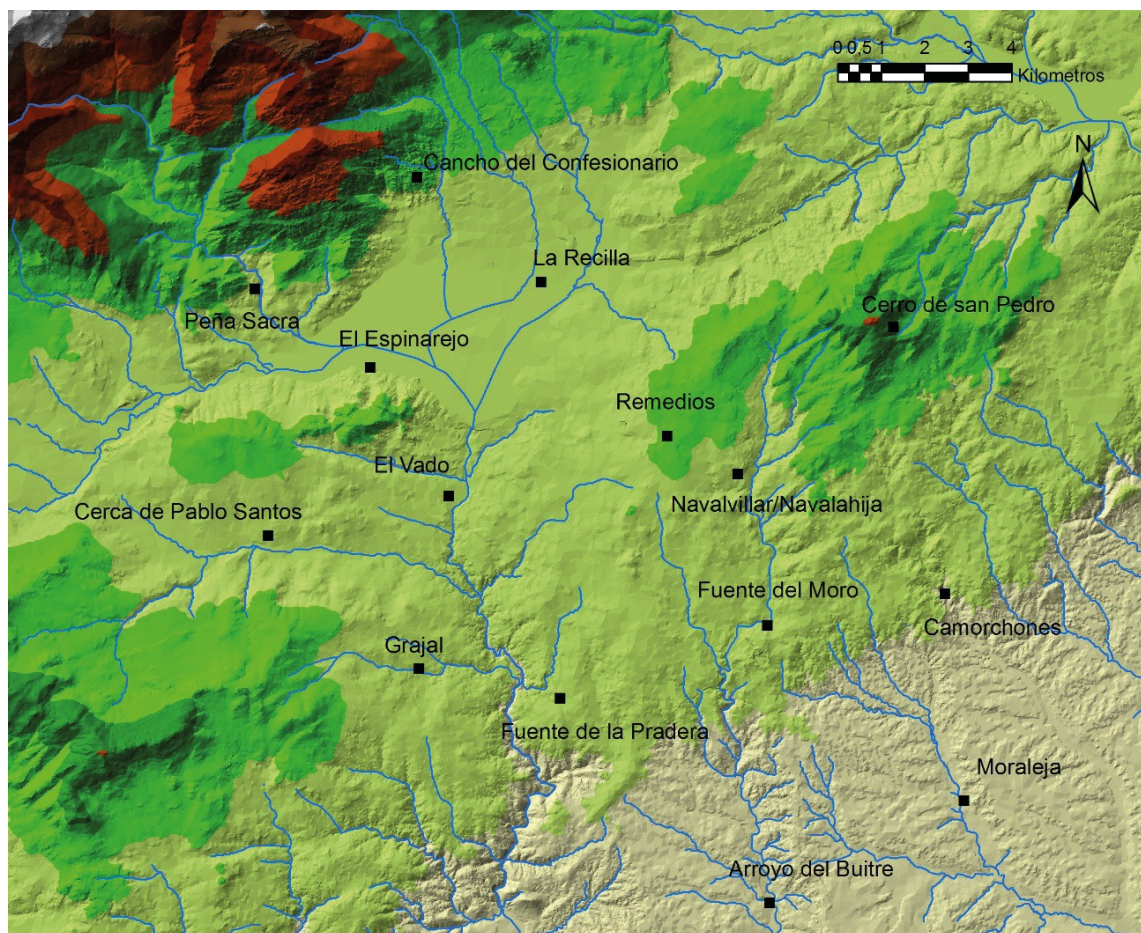 0 0,5 1 2 3 4
Kilometros
N
Cancho del Confesionario
La Recilla
Peña Sacra
Cerro de san Pedro
El Espinarejo
Remedios
El Vado
Navalvillar/Navalahija
Cerca de Pablo Santos
Fuente del Moro
Camorchones
Grajal
Fuente de la Pradera
Moraleja
Arroyo del Buitre